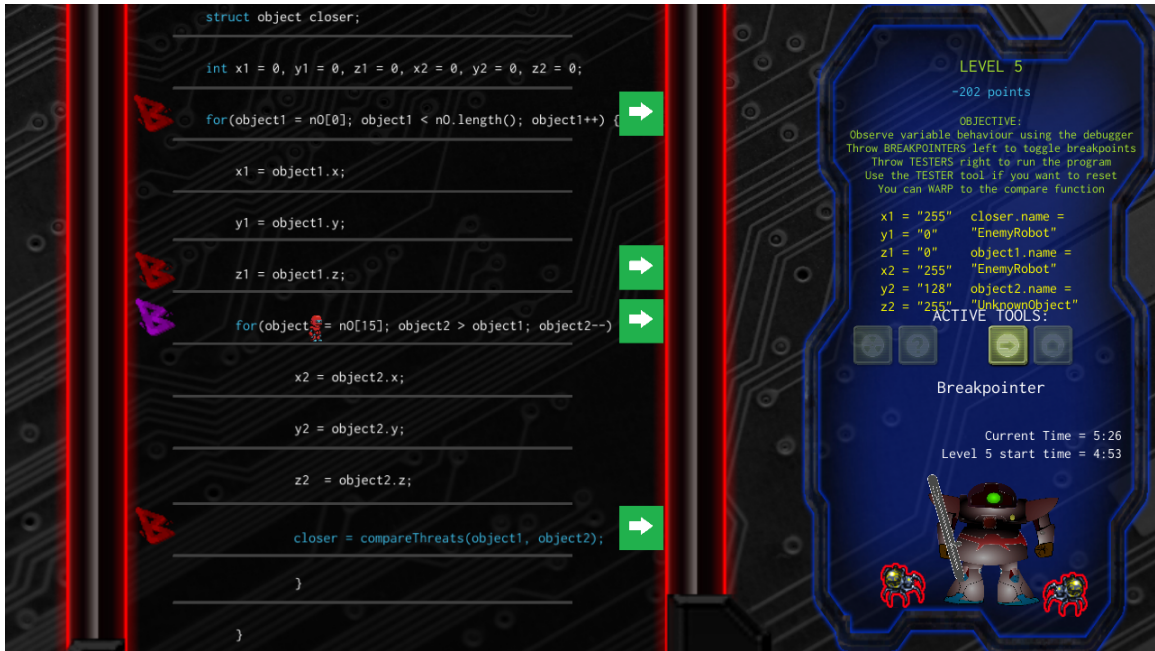 struct object closer;
int x1 = 0, y1 = 0, z1 = 0, x2 = 0, y2 = 0, z2 = 0;
for(object1 = nO[0]; object1 < nO.length(); object1++) {
x1 = object1.x;
y1 = object1.y;
z1 = object1.z;
for(object = nO[15]; object2 > object1; object2--)
x2 = object2.x;
y2 = object2.y;
z2 = object2.z;
closer = compareThreats(object1, object2);
}
}
LEVEL 5
-202 points
OBJECTIVE:
Observe variable behaviour using the debugger
Throw BREAKPOINTERS left to toggle breakpoints
Throw TESTERS right to run the program
Use the TESTER tool if you want to reset
You can WARP to the compare function
x1 = "255"
y1 = "0"
z1 = "0"
x2 = "255"
y2 = "128"
z2 = "255"
closer.name =
"EnemyRobot"
object1.name =
"EnemyRobot"
object2.name =
"UnknownObject"
ACTIVE TOOLS:
Breakpointer
Current Time = 5:26
Level 5 start time = 4:53